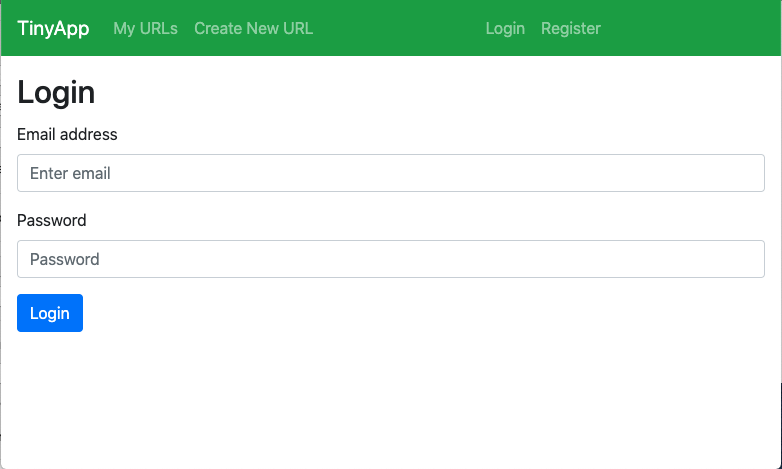 TinyApp My URLs Create New URL Login Register
Login
Email address
Enter email
Password
Password
Login